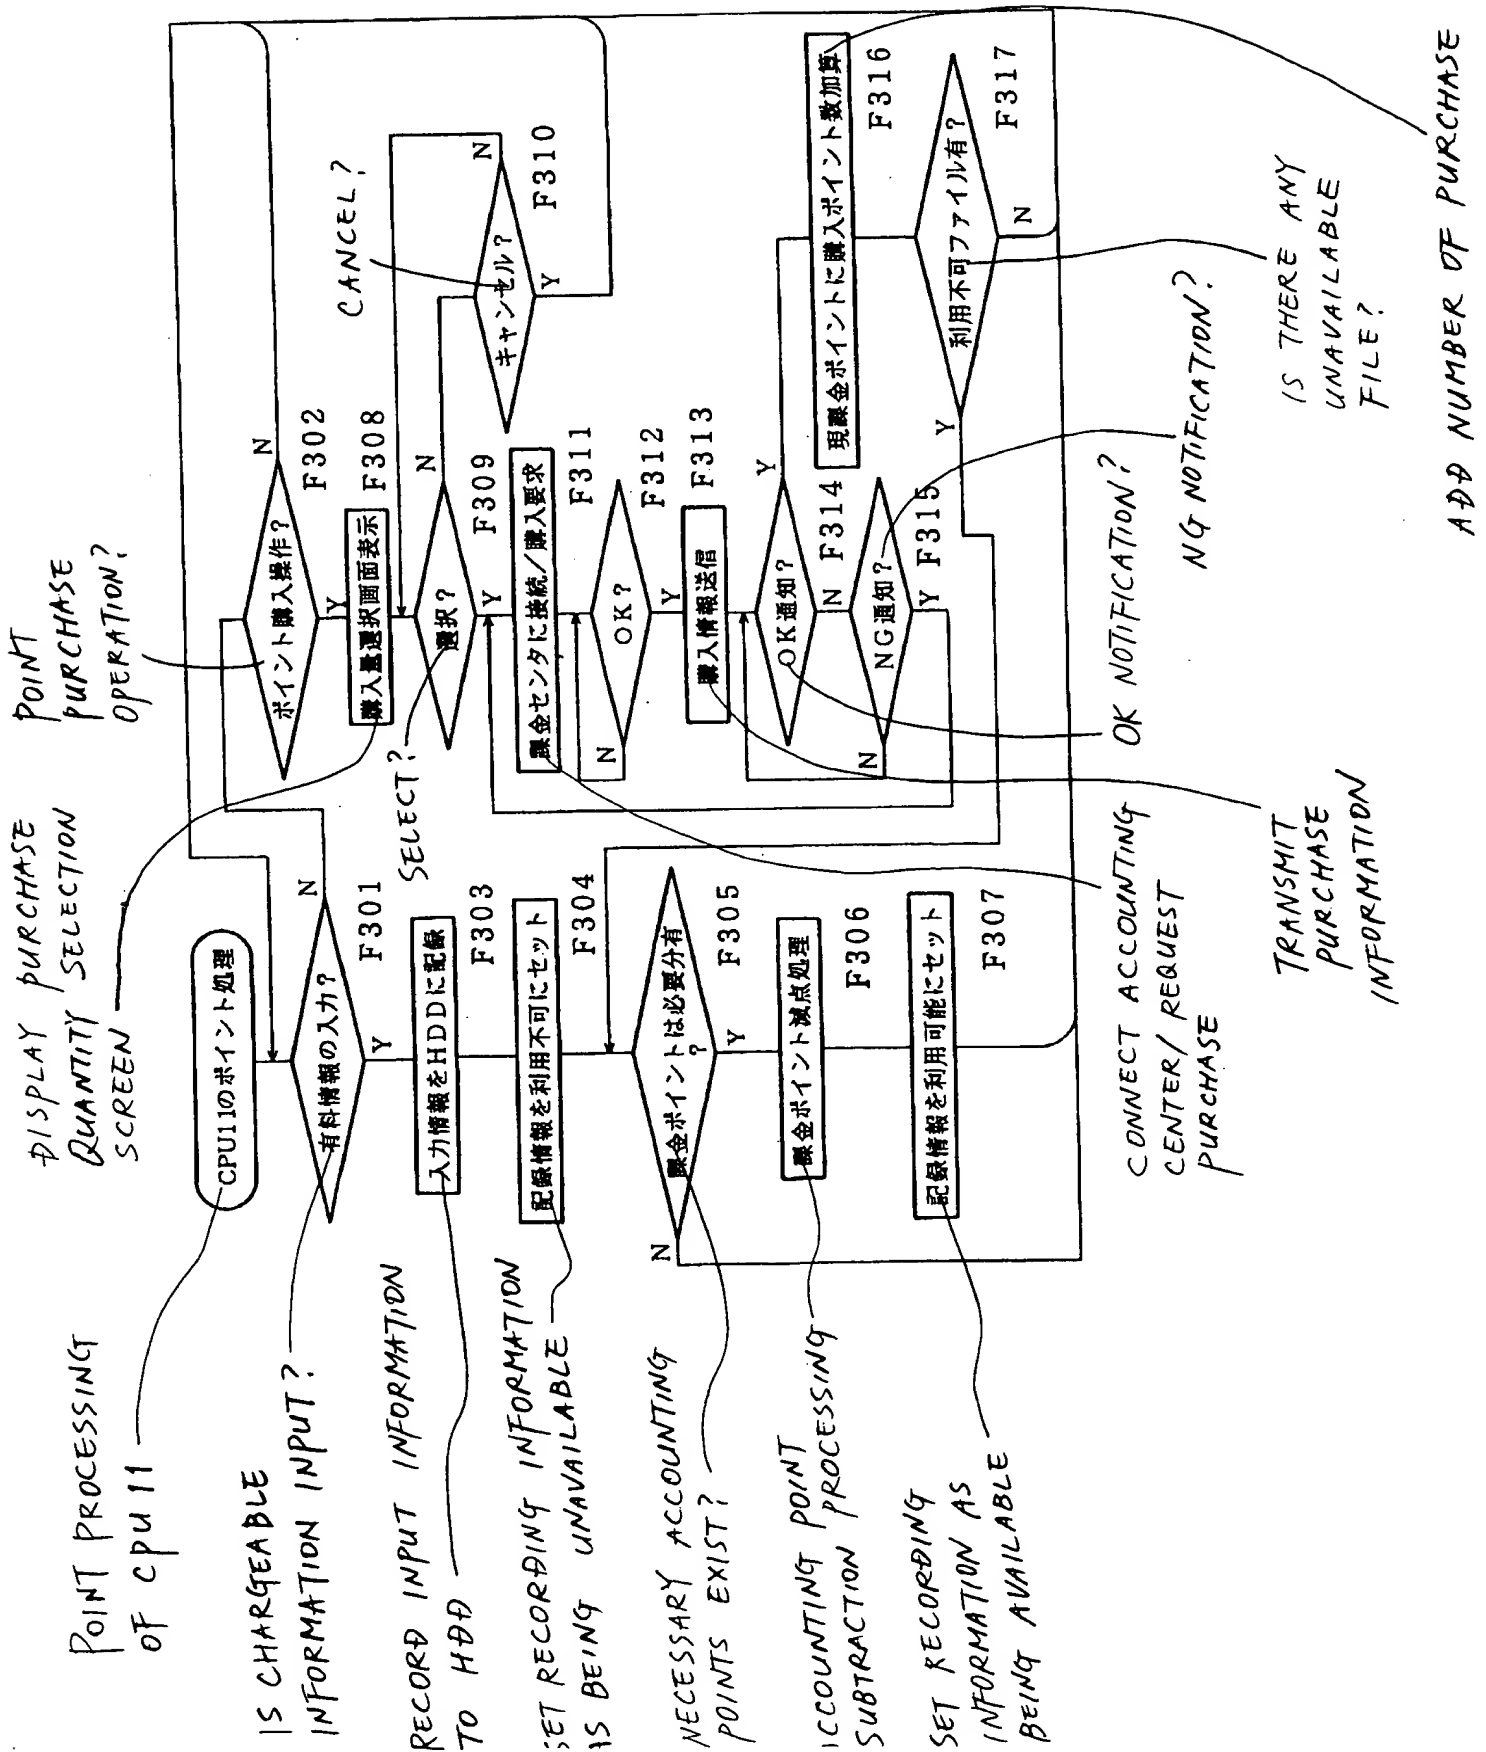 POINT PROCESSING
OF CPU 11
CPU11のポイント処理
IS CHARGEABLE
INFORMATION INPUT?
有料情報の入力?
N
Y
F301
RECORD INPUT INFORMATION
TO HDD
入力情報をHDDに記録
F303
SET RECORDING INFORMATION
AS BEING UNAVAILABLE
記録情報を利用不可にセット
F304
NECESSARY ACCOUNTING
POINTS EXIST?
課金ポイントは必要分有
?
N
Y
F305
ACCOUNTING POINT
SUBTRACTION PROCESSING
課金ポイント減点処理
F306
SET RECORDING
INFORMATION AS
BEING AVAILABLE
記録情報を利用可能にセット
F307
POINT
PURCHASE
OPERATION?
ポイント購入操作?
N
Y
F302
DISPLAY PURCHASE
QUANTITY SELECTION
SCREEN
購入量選択画面表示
F308
SELECT?
選択?
N
Y
F309
CANCEL?
キャンセル?
N
Y
F310
課金センタに接続/購入要求
F311
CONNECT ACCOUNTING
CENTER/REQUEST
PURCHASE
OK?
N
Y
F312
購入情報送信
F313
TRANSMIT
PURCHASE
INFORMATION
OK通知?
Y
N
F314
OK NOTIFICATION?
NG通知?
N
Y
F315
NG NOTIFICATION?
現課金ポイントに購入ポイント数加算
F316
ADD NUMBER OF PURCHASE
利用不可ファイル有?
Y
N
F317
IS THERE ANY
UNAVAILABLE
FILE?